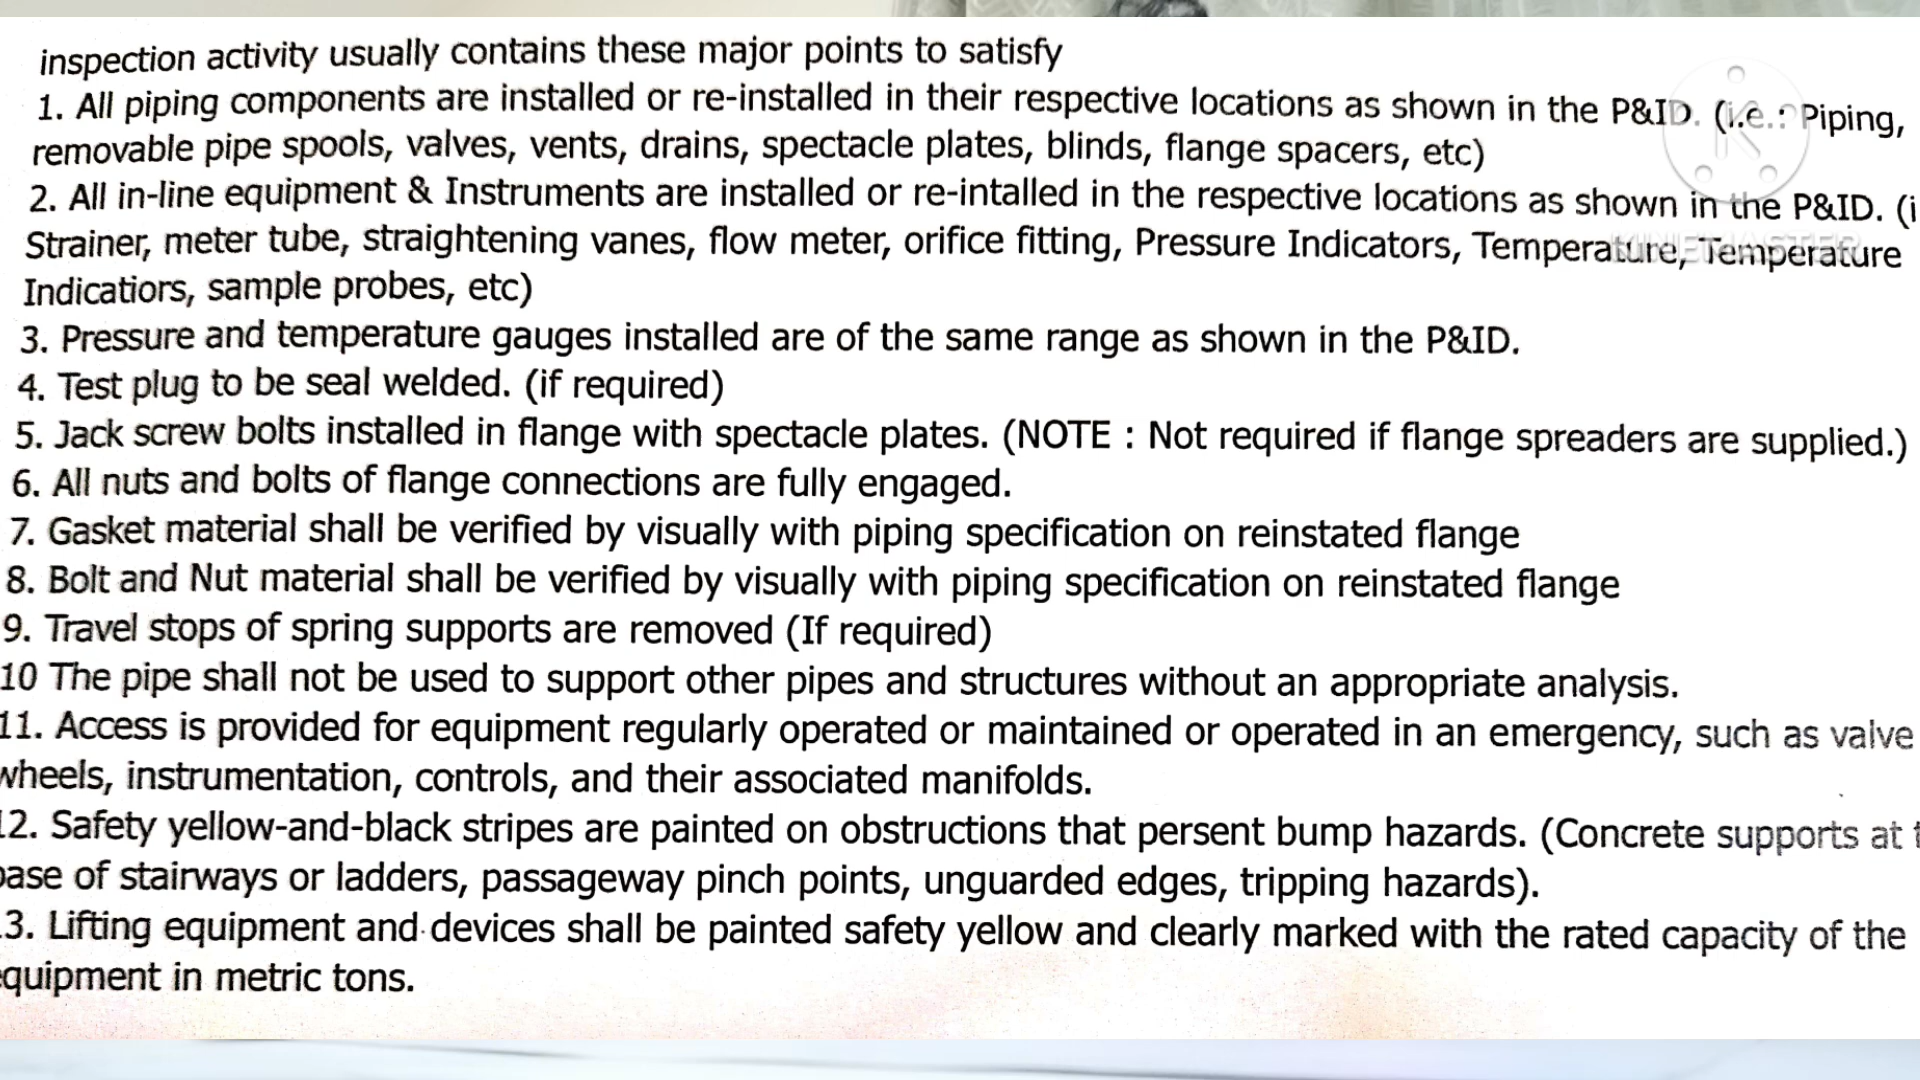 inspection activity usually contains these major points to satisfy
1. All piping components are installed or re-installed in their respective locations as shown in the P&ID. (i.e.: Piping,
removable pipe spools, valves, vents, drains, spectacle plates, blinds, flange spacers, etc)
2. All in-line equipment & Instruments are installed or re-intalled in the respective locations as shown in the P&ID. (i
Strainer, meter tube, straightening vanes, flow meter, orifice fitting, Pressure Indicators, Temperature, Temperature
Indicatiors, sample probes, etc)
3. Pressure and temperature gauges installed are of the same range as shown in the P&ID.
4. Test plug to be seal welded. (if required)
5. Jack screw bolts installed in flange with spectacle plates. (NOTE : Not required if flange spreaders are supplied.)
6. All nuts and bolts of flange connections are fully engaged.
7. Gasket material shall be verified by visually with piping specification on reinstated flange
8. Bolt and Nut material shall be verified by visually with piping specification on reinstated flange
9. Travel stops of spring supports are removed (If required)
10 The pipe shall not be used to support other pipes and structures without an appropriate analysis.
11. Access is provided for equipment regularly operated or maintained or operated in an emergency, such as valve
wheels, instrumentation, controls, and their associated manifolds.
12. Safety yellow-and-black stripes are painted on obstructions that persent bump hazards. (Concrete supports at t
base of stairways or ladders, passageway pinch points, unguarded edges, tripping hazards).
13. Lifting equipment and devices shall be painted safety yellow and clearly marked with the rated capacity of the
equipment in metric tons.
KINEMASTER